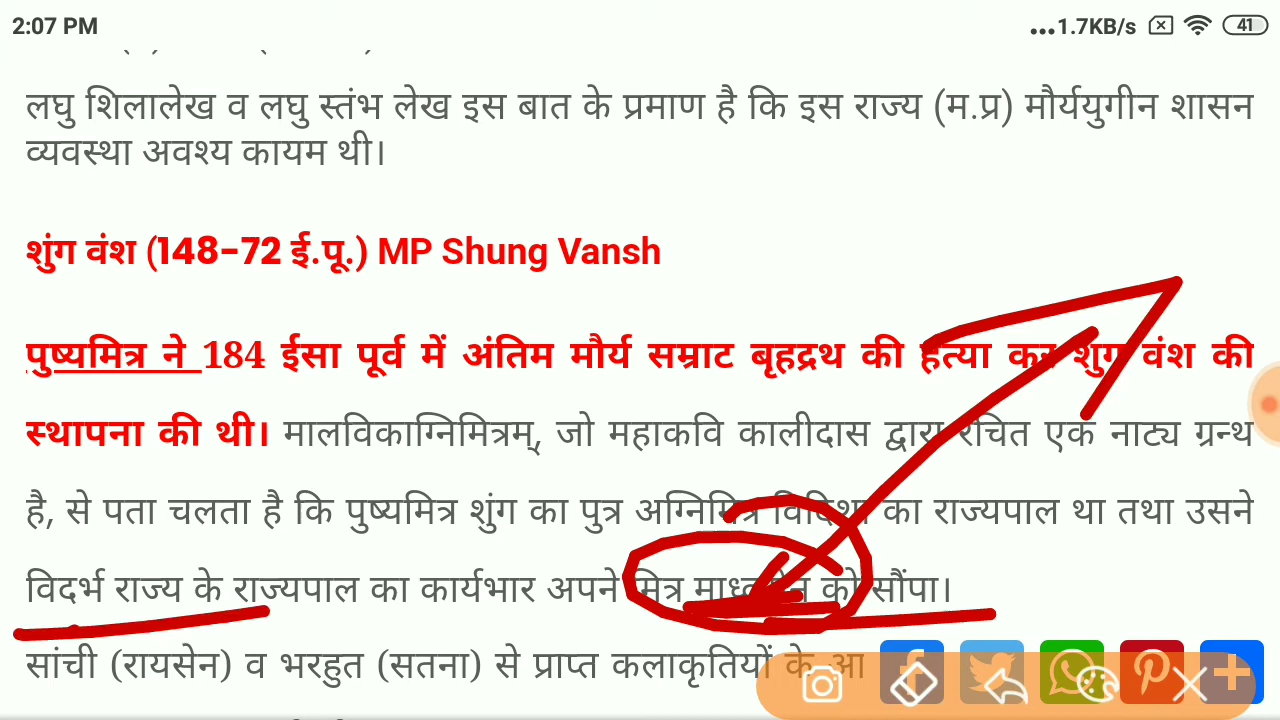 2:07 PM
...1.7KB/s
41
लघु शिलालेख व लघु स्तंभ लेख इस बात के प्रमाण है कि इस राज्य (म.प्र) मौर्ययुगीन शासन
व्यवस्था अवश्य कायम थी।
शुंग वंश (148-72 ई.पू.) MP Shung Vansh
पुष्यमित्र ने 184 ईसा पूर्व में अंतिम मौर्य सम्राट बृहद्रथ की हत्या कर शुंग वंश की
स्थापना की थी। मालविकाग्निमित्रम्, जो महाकवि कालीदास द्वारा रचित एक नाट्य ग्रन्थ
है, से पता चलता है कि पुष्यमित्र शुंग का पुत्र अग्निमित्र विदिशा का राज्यपाल था तथा उसने
विदर्भ राज्य के राज्यपाल का कार्यभार अपने मित्र को सौंपा।
सांची (रायसेन) व भरहुत (सतना) से प्राप्त कलाकृतियों के आ